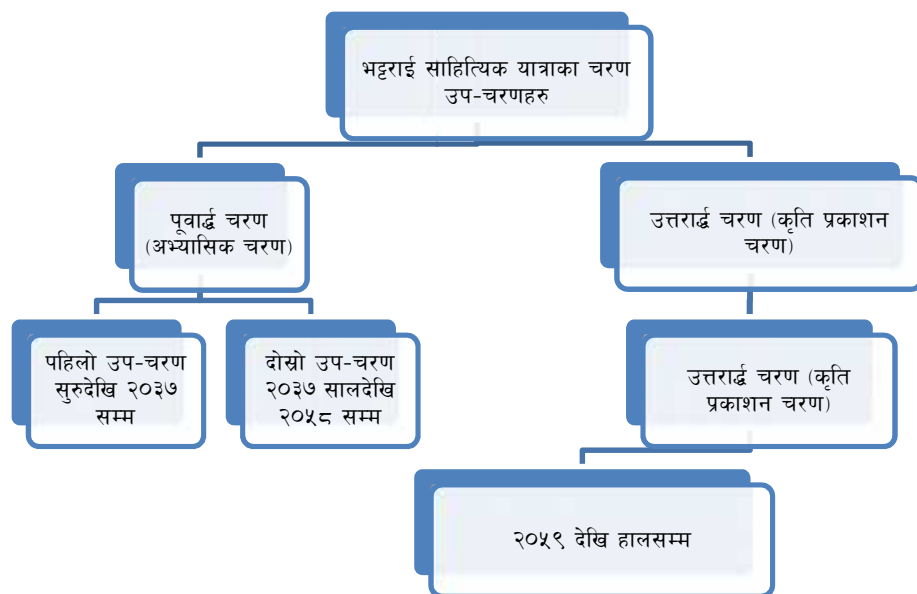 भट्टराई साहित्यिक यात्राका चरण
उप-चरणहरु
पूवार्द्ध चरण
(अभ्यासिक चरण)
उत्तरार्द्ध चरण (कृति प्रकाशन
चरण)
पहिलो उप-चरण
सुरुदेखि २०३७
सम्म
दोस्रो उप-चरण
२०३७ सालदेखि
२०५८ सम्म
उत्तरार्द्ध चरण (कृति
प्रकाशन चरण)
२०५९ देखि हालसम्म